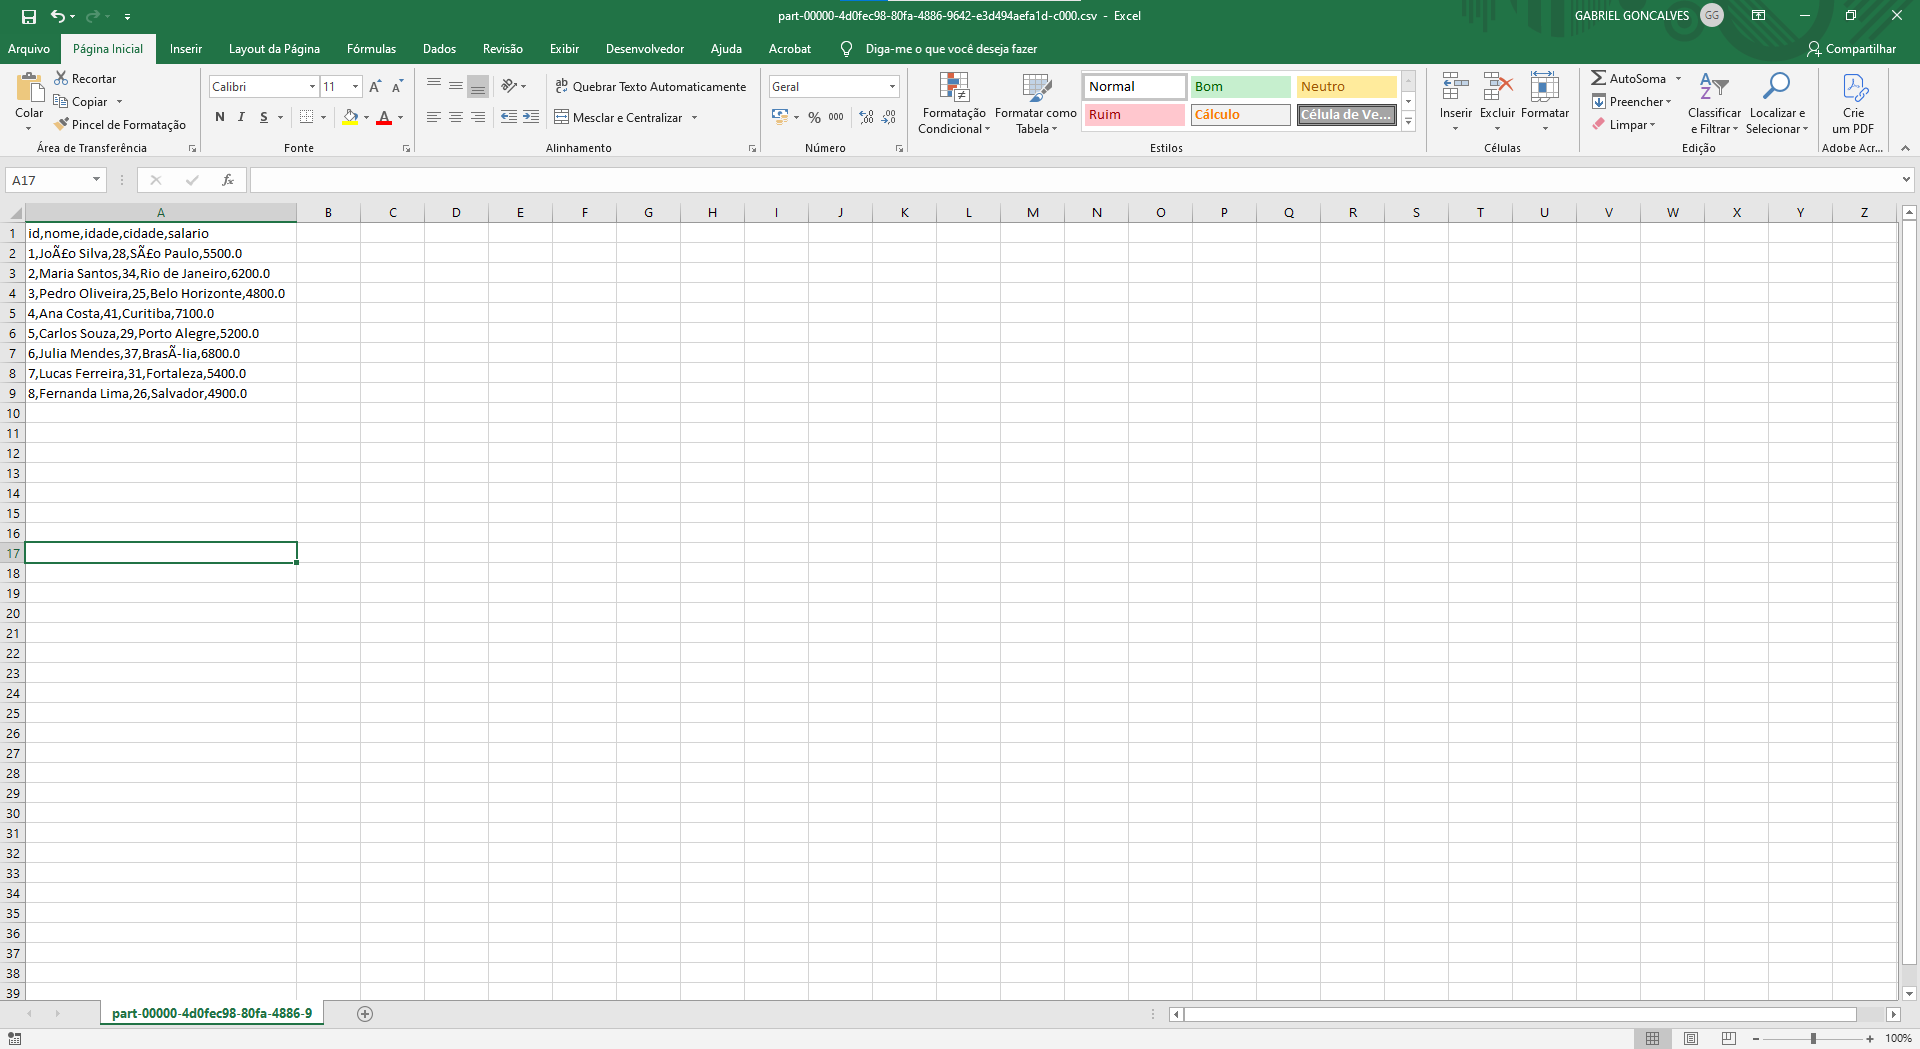 part-00000-4d0fec98-80fa-4886-9642-e3d494aefa1d-c000.csv - Excel
GABRIEL GONCALVES GG
Arquivo Página Inicial Inserir Layout da Página Fórmulas Dados Revisão Exibir Desenvolvedor Ajuda Acrobat Diga-me o que você deseja fazer Compartilhar
Colar
Recortar
Copiar
Pincel de Formatação
Área de Transferência
Calibri 11
N I S
Fonte
Quebrar Texto Automaticamente
Mesclar e Centralizar
Alinhamento
Geral
% 000
Número
Formatação Condicional
Formatar como Tabela
Normal Bom Neutro
Ruim Cálculo Célula de Ve...
Estilos
Inserir Excluir Formatar
Células
AutoSoma
Preencher
Limpar
Classificar e Filtrar
Localizar e Selecionar
Edição
Crie um PDF
Adobe Acr...
A17 fx
A B C D E F G H I J K L M N O P Q R S T U V W X Y Z
1 id,nome,idade,cidade,salario
2 1,JoÃ£o Silva,28,SÃ£o Paulo,5500.0
3 2,Maria Santos,34,Rio de Janeiro,6200.0
4 3,Pedro Oliveira,25,Belo Horizonte,4800.0
5 4,Ana Costa,41,Curitiba,7100.0
6 5,Carlos Souza,29,Porto Alegre,5200.0
7 6,Julia Mendes,37,BrasÃ-lia,6800.0
8 7,Lucas Ferreira,31,Fortaleza,5400.0
9 8,Fernanda Lima,26,Salvador,4900.0
10
11
12
13
14
15
16
17
18
19
20
21
22
23
24
25
26
27
28
29
30
31
32
33
34
35
36
37
38
39
part-00000-4d0fec98-80fa-4886-9
100%